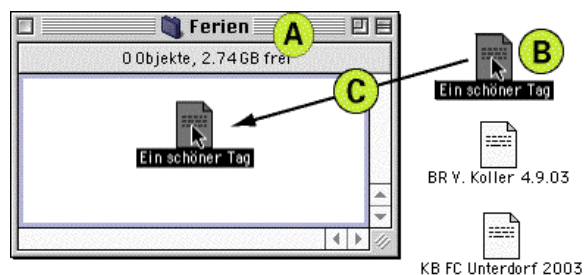 Ferien
A
0 Objekte, 2.74 GB frei
B
C
Ein schöner Tag
Ein schöner Tag
BR V. Koller 4.9.03
KB FC Unterdorf 2003